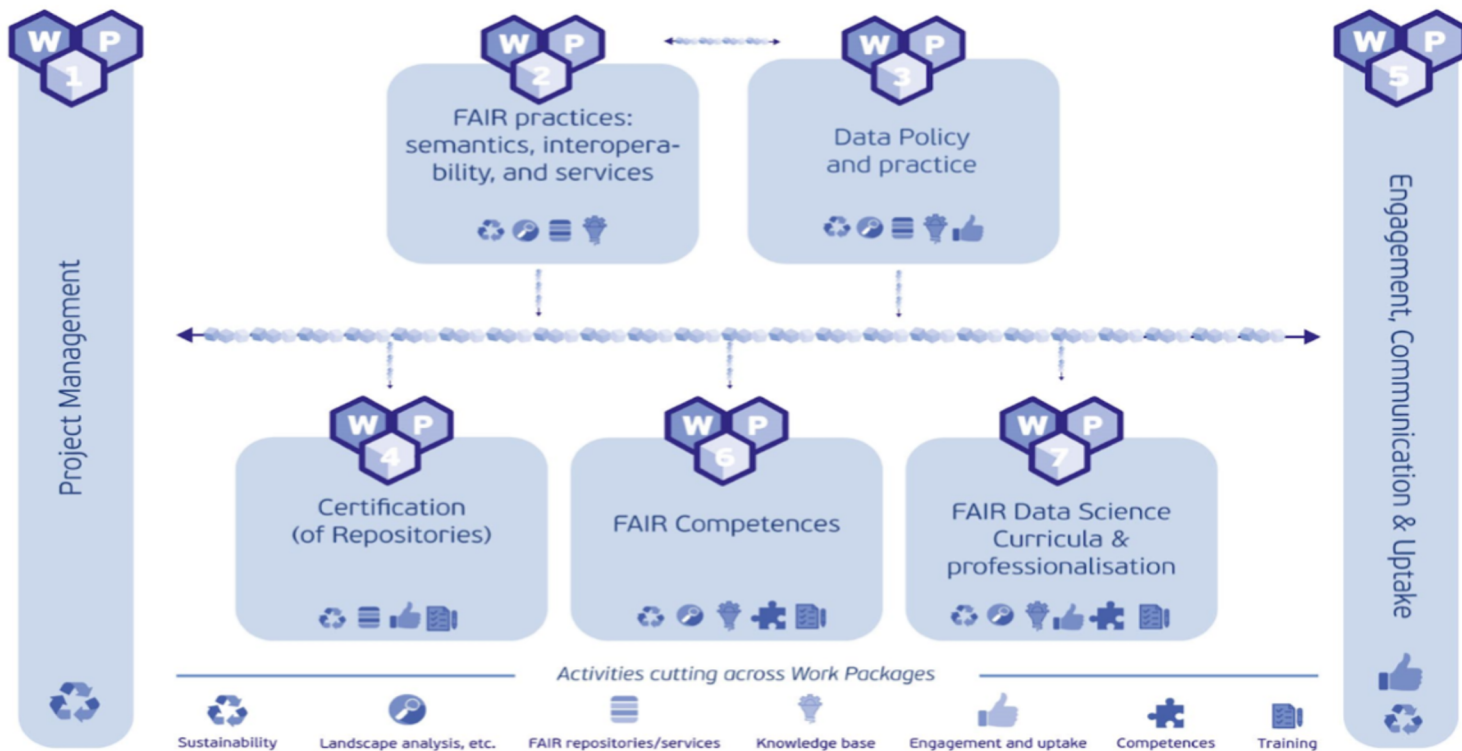 W P
1
Project Management
W P
2
FAIR practices:
semantics, interopera-
bility, and services
W P
3
Data Policy
and practice
W P
5
Engagement, Communication & Uptake
W P
4
Certification
(of Repositories)
W P
6
FAIR Competences
W P
7
FAIR Data Science
Curricula &
professionalisation
Activities cutting across Work Packages
Sustainability
Landscape analysis, etc.
FAIR repositories/services
Knowledge base
Engagement and uptake
Competences
Training